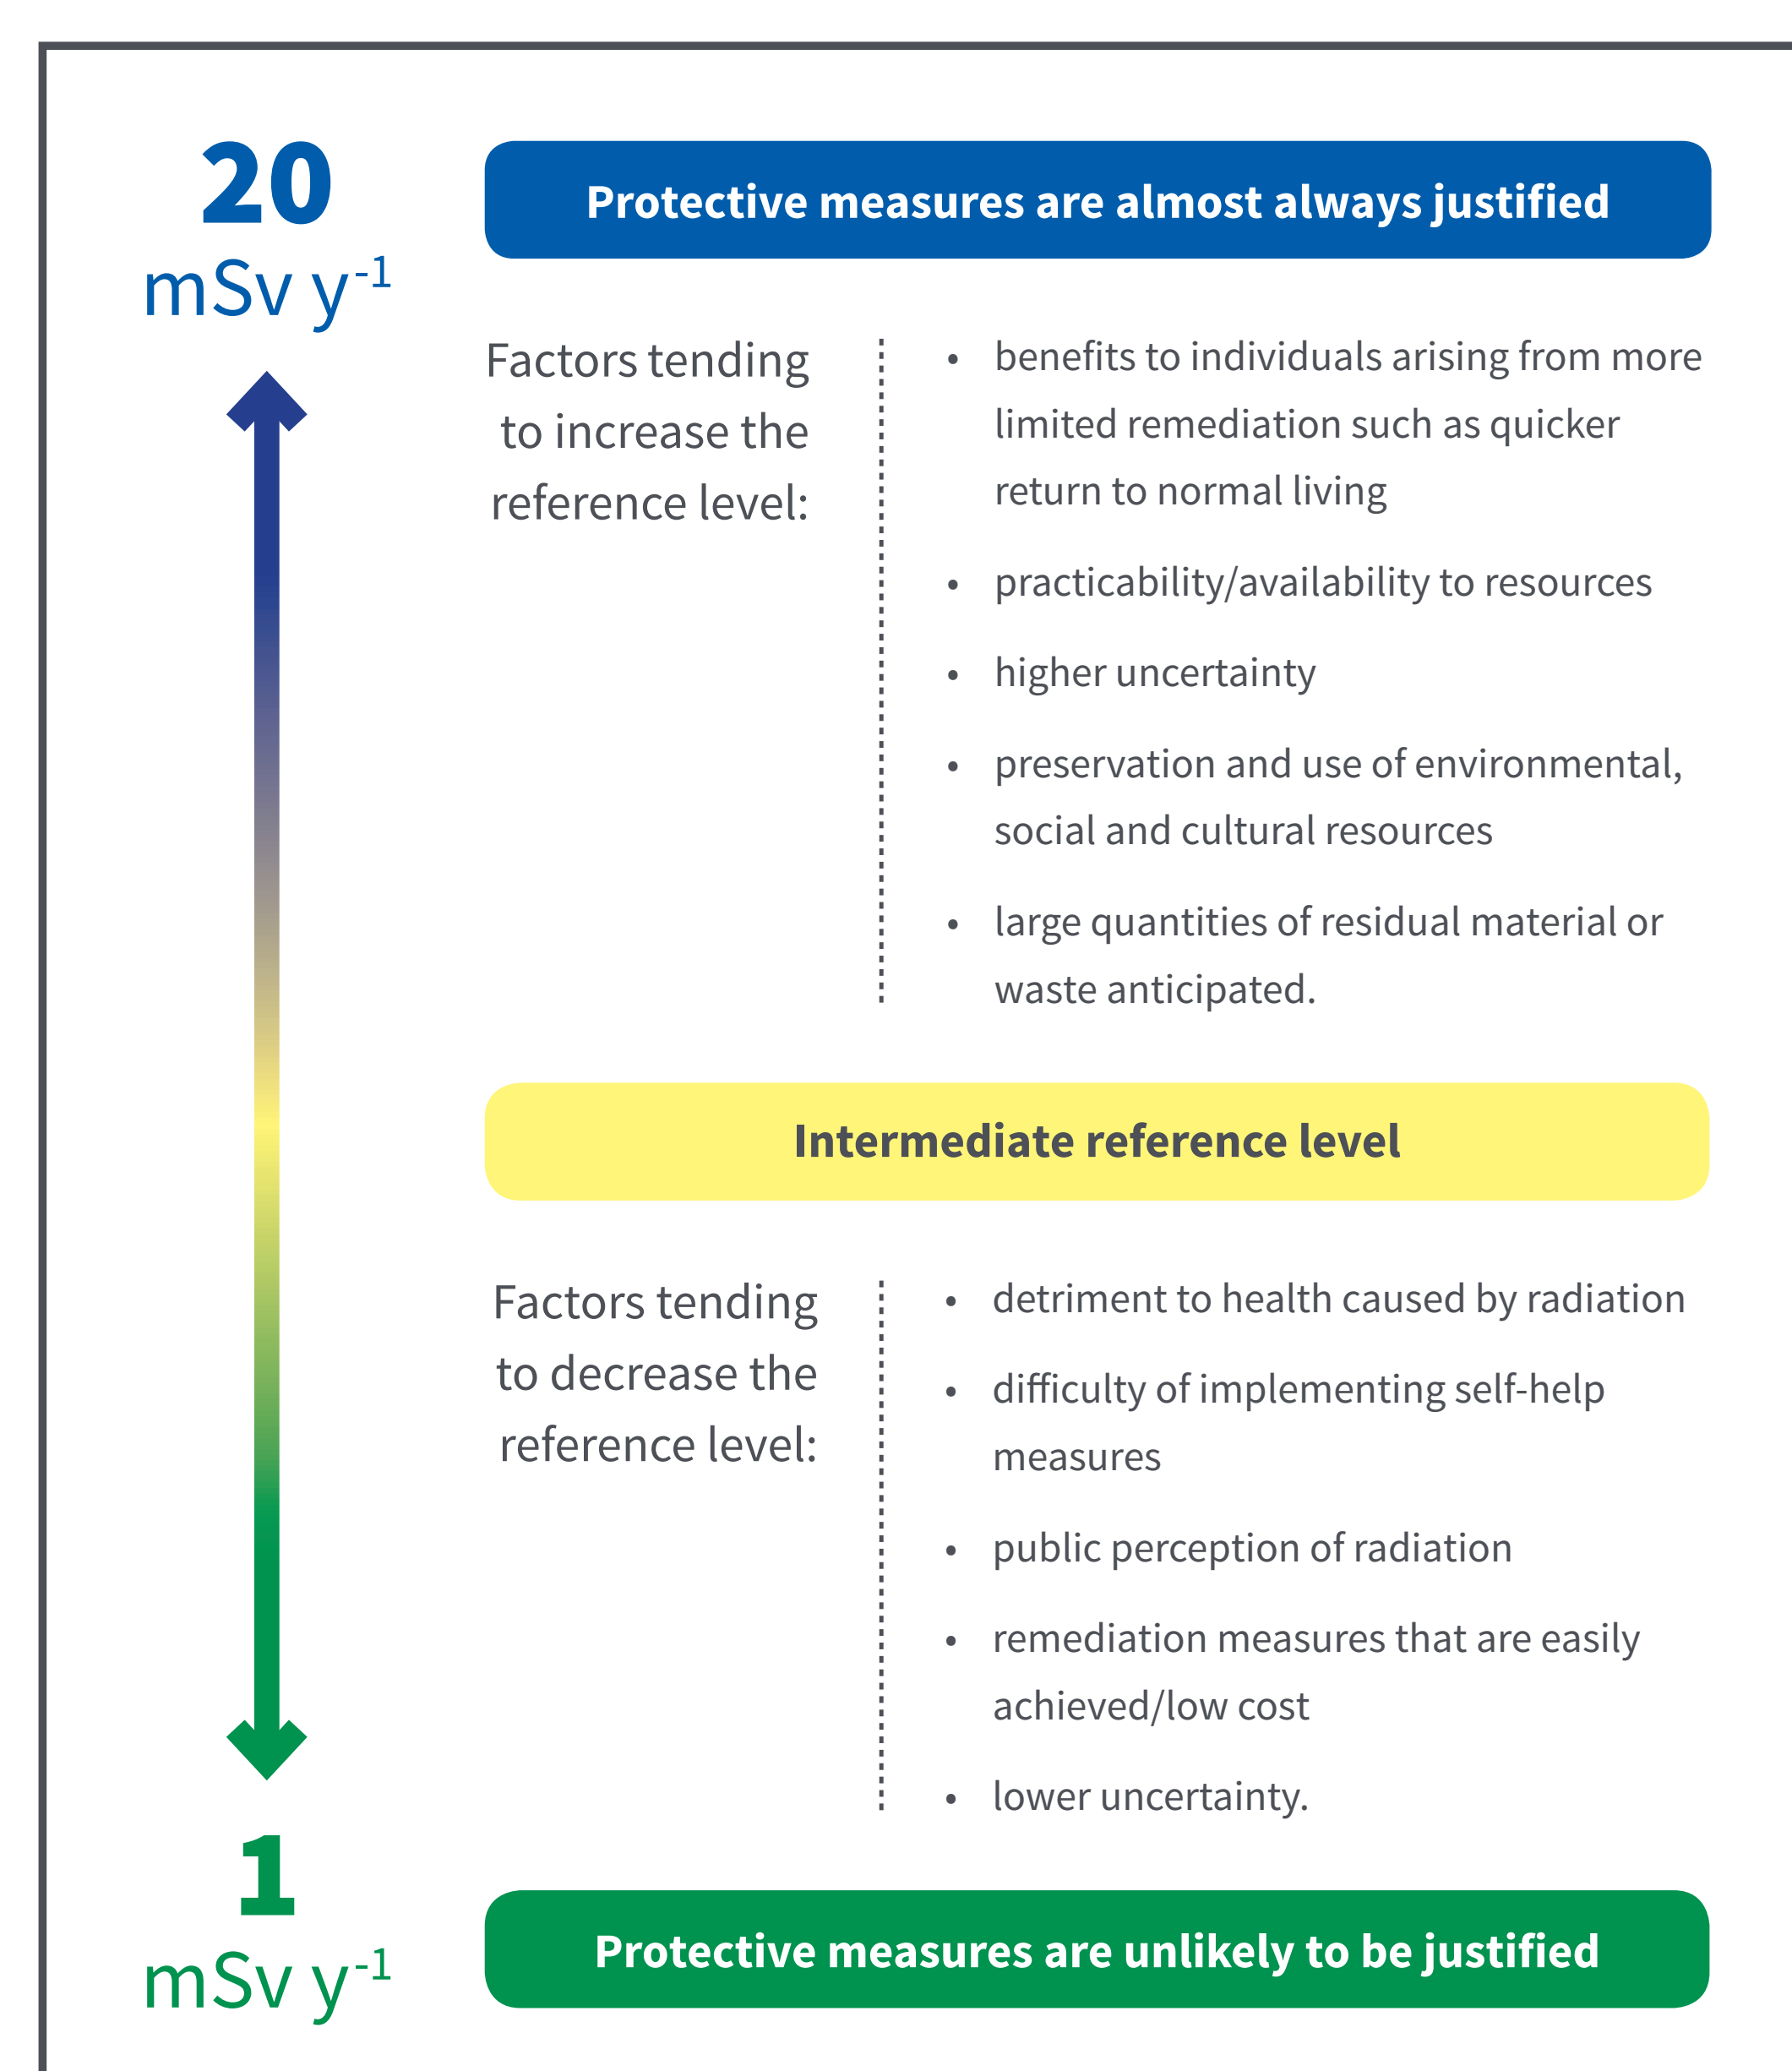 20
mSv y⁻¹
Protective measures are almost always justified
Factors tending
to increase the
reference level:
• benefits to individuals arising from more
limited remediation such as quicker
return to normal living
• practicability/availability to resources
• higher uncertainty
• preservation and use of environmental,
social and cultural resources
• large quantities of residual material or
waste anticipated.
Intermediate reference level
Factors tending
to decrease the
reference level:
• detriment to health caused by radiation
• difficulty of implementing self-help
measures
• public perception of radiation
• remediation measures that are easily
achieved/low cost
• lower uncertainty.
1
mSv y⁻¹
Protective measures are unlikely to be justified